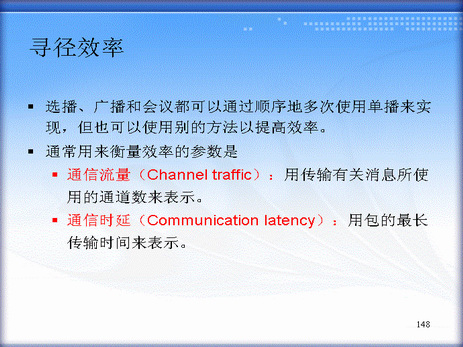 寻径效率
▪ 选播、广播和会议都可以通过顺序地多次使用单播来实
现，但也可以使用别的方法以提高效率。
▪ 通常用来衡量效率的参数是
▪ 通信流量（Channel traffic）：用传输有关消息所使
用的通道数来表示。
▪ 通信时延（Communication latency）：用包的最长
传输时间来表示。
148